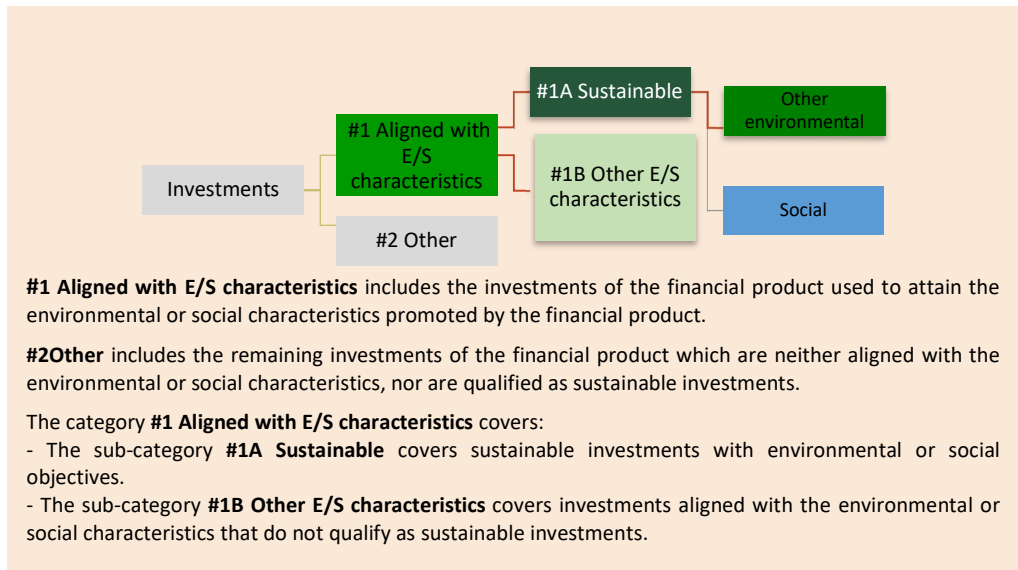 #1A Sustainable
Other
environmental
#1 Aligned with
E/S
characteristics
#1B Other E/S
characteristics
Investments
Social
#2 Other
#1 Aligned with E/S characteristics includes the investments of the financial product used to attain the
environmental or social characteristics promoted by the financial product.
#2Other includes the remaining investments of the financial product which are neither aligned with the
environmental or social characteristics, nor are qualified as sustainable investments.
The category #1 Aligned with E/S characteristics covers:
- The sub-category #1A Sustainable covers sustainable investments with environmental or social
objectives.
- The sub-category #1B Other E/S characteristics covers investments aligned with the environmental or
social characteristics that do not qualify as sustainable investments.